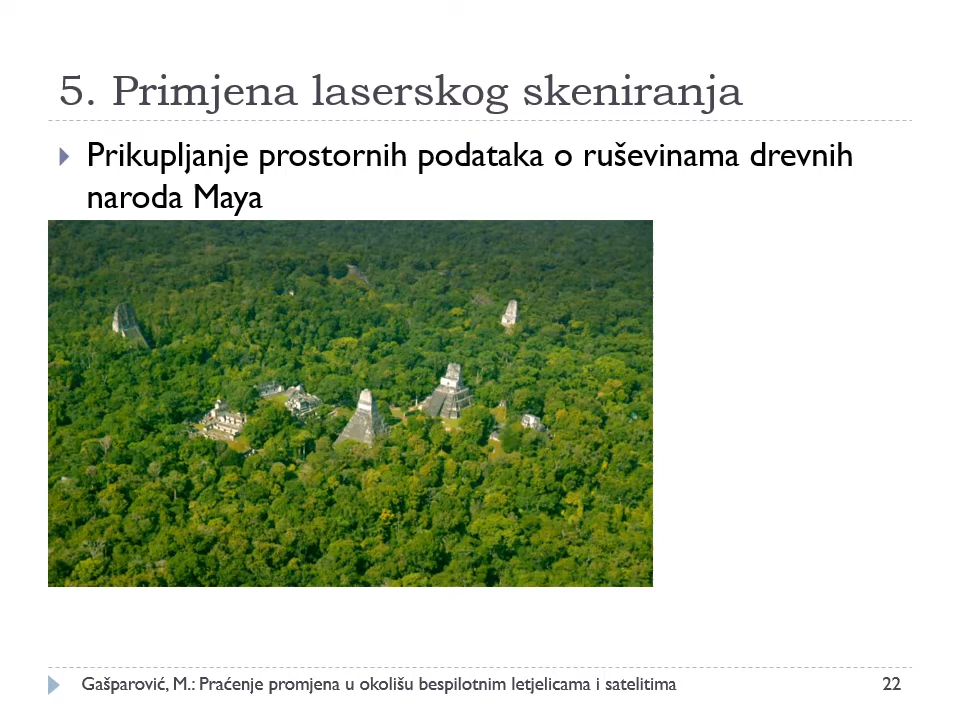 5. Primjena laserskog skeniranja
Prikupljanje prostornih podataka o ruševinama drevnih
naroda Maya
Gašparović, M.: Praćenje promjena u okolišu bespilotnim letjelicama i satelitima
22